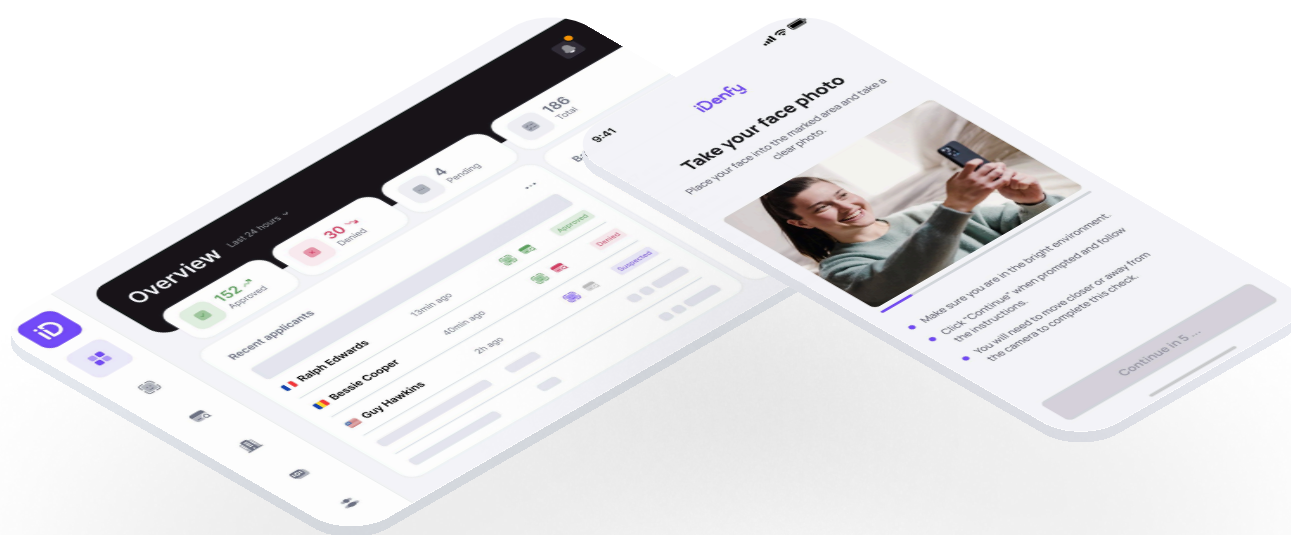 iD
Overview
Last 24 hours
152
Approved
30
Denied
4
Pending
186
Total
Recent applicants
Ralph Edwards
13min ago
Approved
Bessie Cooper
40min ago
Denied
Guy Hawkins
2h ago
Suspected
9:41
iDenfy
Take your face photo
Place your face into the marked area and take a
clear photo.
Make sure you are in the bright environment.
Click "Continue" when prompted and follow
the instructions.
You will need to move closer or away from
the camera to complete this check.
Continue in 5 ...